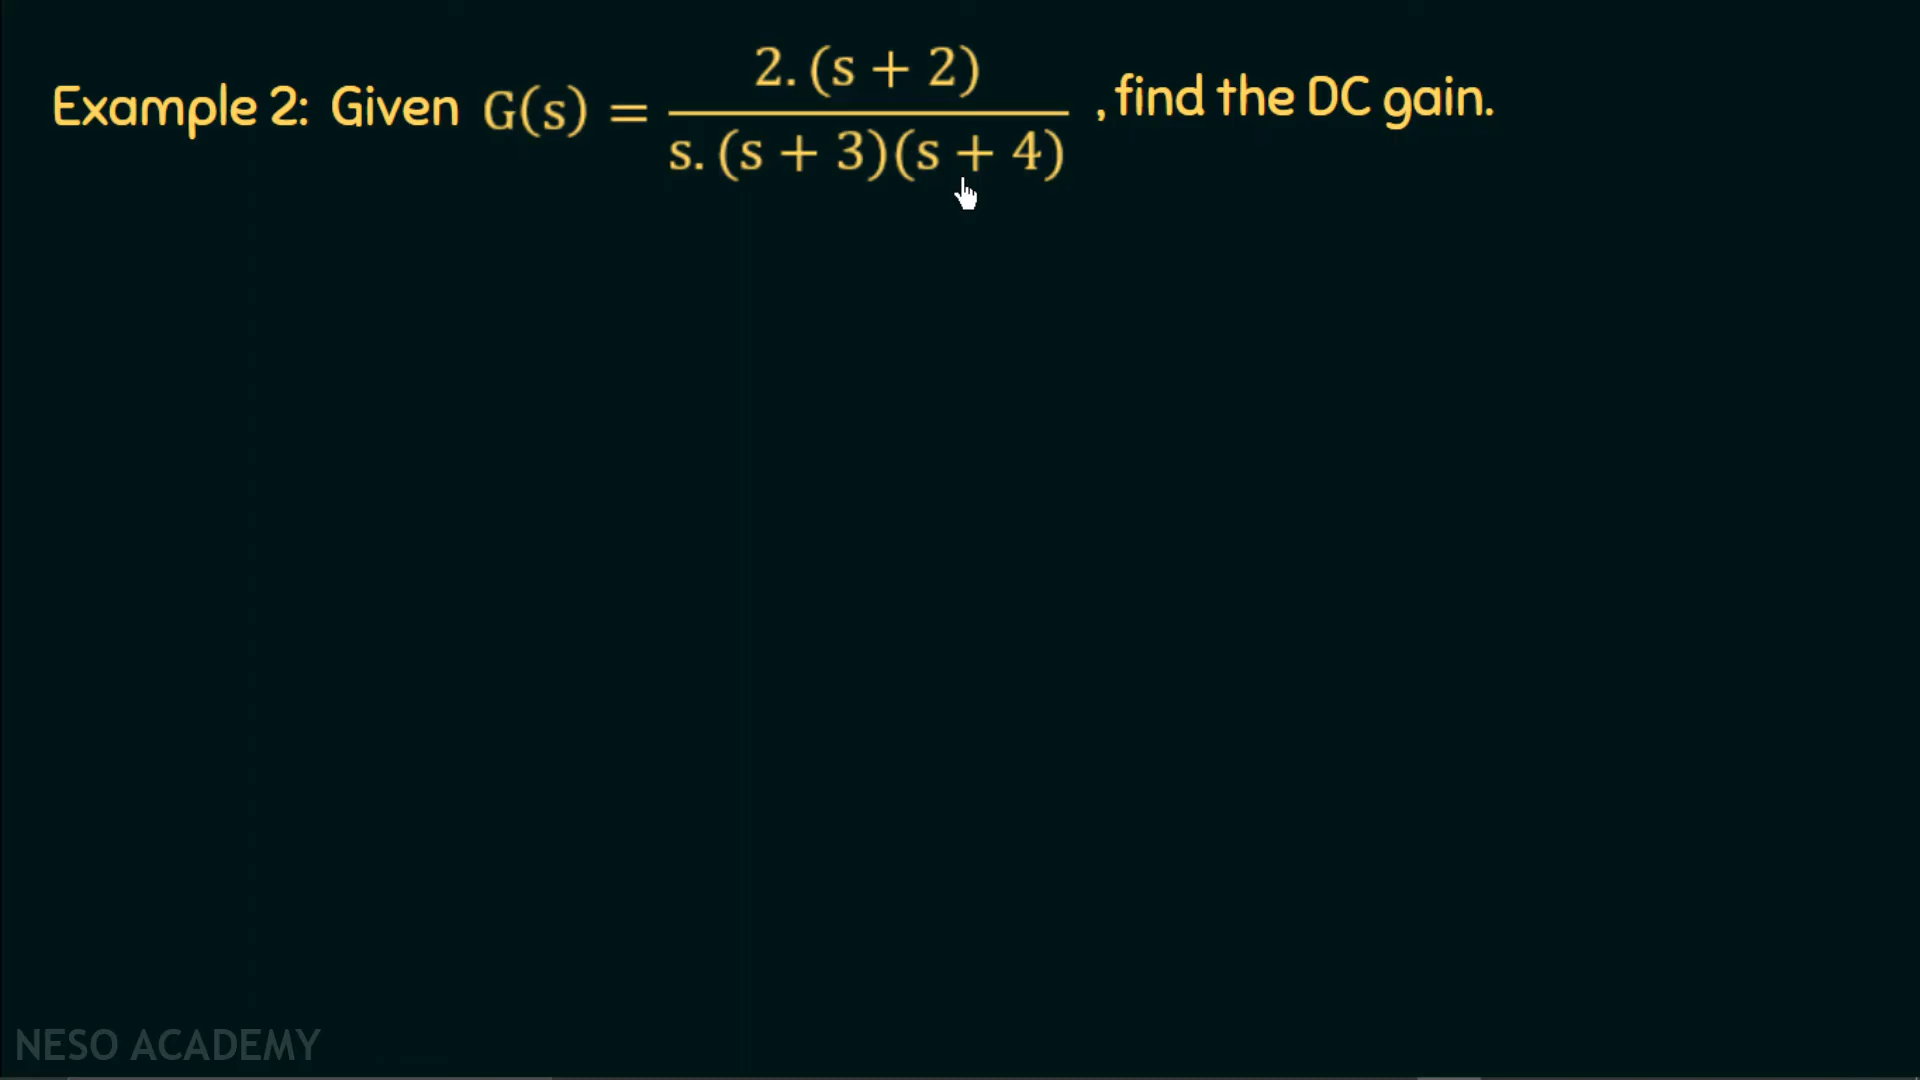 Example 2: Given G(s) = 2. (s + 2) / s. (s + 3)(s + 4) , find the DC gain.
NESO ACADEMY